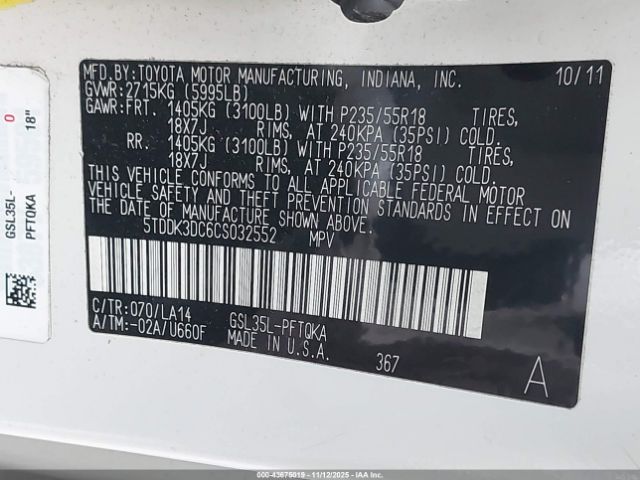 MFD.BY: TOYOTA MOTOR MANUFACTURING, INDIANA, INC. 10/11
GVWR: 2715KG (5995LB)
GAWR: FRT. 1405KG (3100LB) WITH P235/55R18 TIRES,
18X7J RIMS, AT 240KPA (35PSI) COLD.
RR. 1405KG (3100LB) WITH P235/55R18 TIRES,
18X7J RIMS, AT 240KPA (35PSI) COLD.
THIS VEHICLE CONFORMS TO ALL APPLICABLE FEDERAL MOTOR
VEHICLE SAFETY AND THEFT PREVENTION STANDARDS IN EFFECT ON
THE DATE OF MANUFACTURE SHOWN ABOVE.
5TDDK3DC6CS032552 MPV
C/TR: 070/LA14 GSL35L-PFTQKA
A/TM: -02A/U660F MADE IN U.S.A. 367
A
GSL35L- 0
PFTQKA 18"
000-43675019 - 11/12/2025 - IAAI.COM